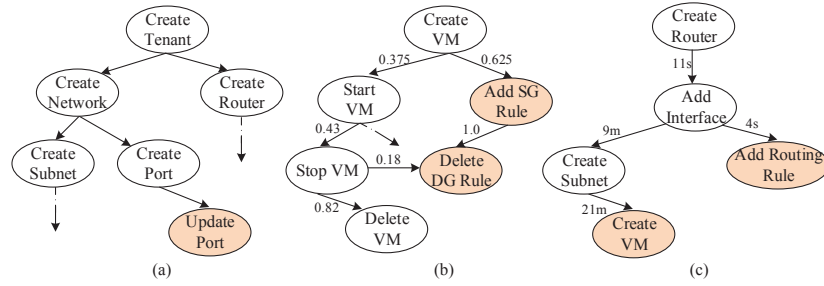 Create
Tenant
Create
Network
Create
Router
Create
Subnet
Create
Port
Update
Port
(a)
Create
VM
0.375
0.625
Start
VM
Add SG
Rule
0.43
1.0
Stop VM
0.18
Delete
DG Rule
0.82
Delete
VM
(b)
Create
Router
11s
Add
Interface
9m
4s
Create
Subnet
Add Routing
Rule
21m
Create
VM
(c)